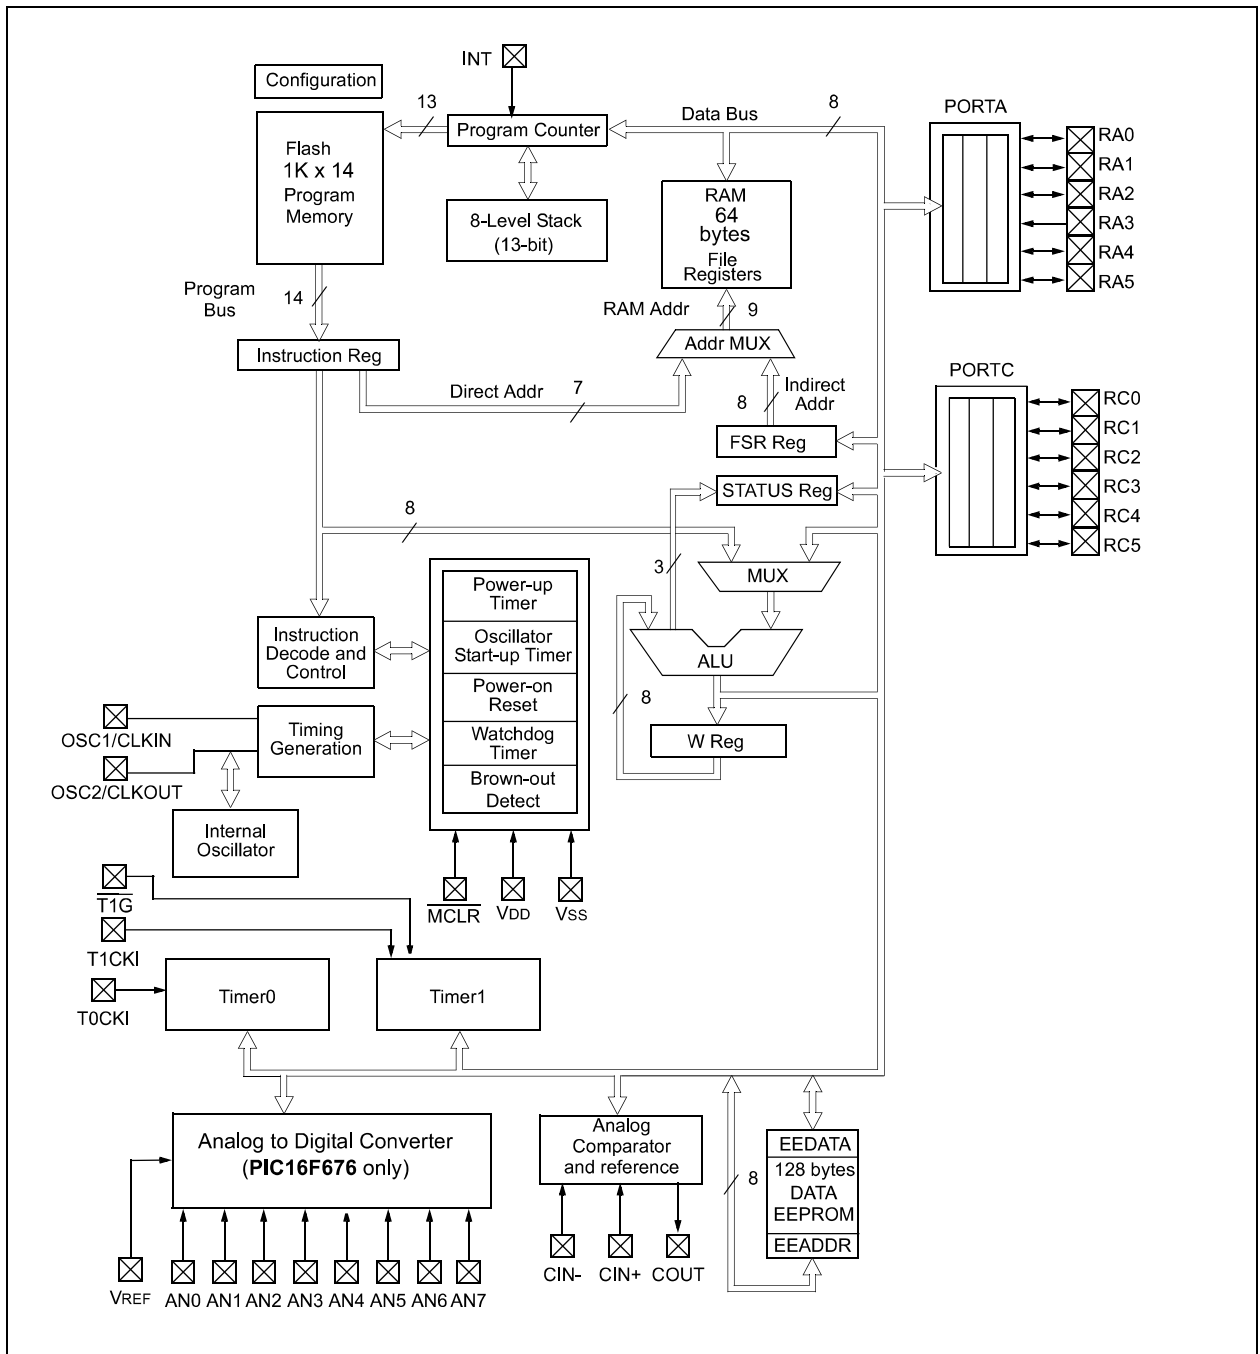 INT
Configuration
13
Program Counter
Data Bus
8
PORTA
Flash
1K x 14
Program
Memory
8-Level Stack
(13-bit)
RAM
64
bytes
File
Registers
RA0
RA1
RA2
RA3
RA4
RA5
Program
Bus
14
RAM Addr
9
Addr MUX
Instruction Reg
Direct Addr
7
8
Indirect
Addr
FSR Reg
STATUS Reg
PORTC
RC0
RC1
RC2
RC3
RC4
RC5
8
3
MUX
ALU
8
W Reg
Instruction
Decode and
Control
Power-up
Timer
Oscillator
Start-up Timer
Power-on
Reset
Watchdog
Timer
Brown-out
Detect
OSC1/CLKIN
OSC2/CLKOUT
Timing
Generation
Internal
Oscillator
MCLR
VDD
VSS
T1G
T1CKI
T0CKI
Timer0
Timer1
Analog to Digital Converter
(PIC16F676 only)
Analog
Comparator
and reference
8
EEDATA
128 bytes
DATA
EEPROM
EEADDR
VREF
AN0
AN1
AN2
AN3
AN4
AN5
AN6
AN7
CIN-
CIN+
COUT